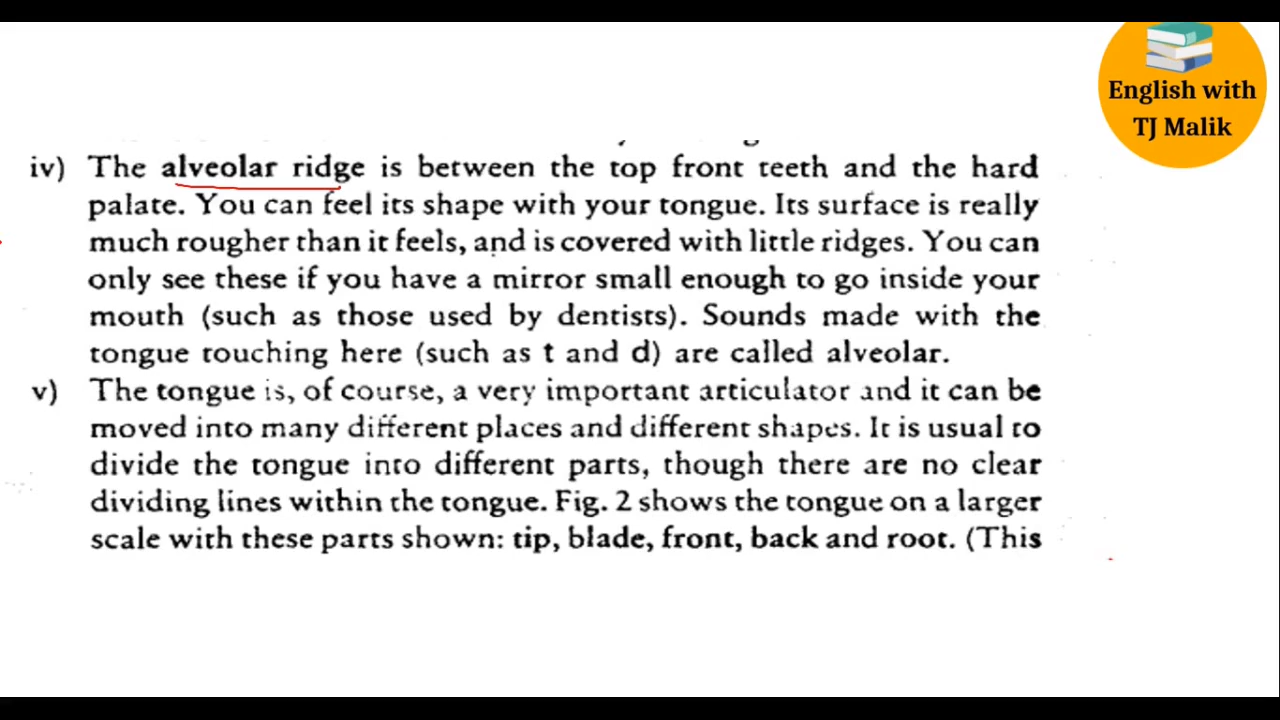 English with
TJ Malik
iv) The alveolar ridge is between the top front teeth and the hard
palate. You can feel its shape with your tongue. Its surface is really
much rougher than it feels, and is covered with little ridges. You can
only see these if you have a mirror small enough to go inside your
mouth (such as those used by dentists). Sounds made with the
tongue touching here (such as t and d) are called alveolar.
v) The tongue is, of course, a very important articulator and it can be
moved into many different places and different shapes. It is usual to
divide the tongue into different parts, though there are no clear
dividing lines within the tongue. Fig. 2 shows the tongue on a larger
scale with these parts shown: tip, blade, front, back and root. (This